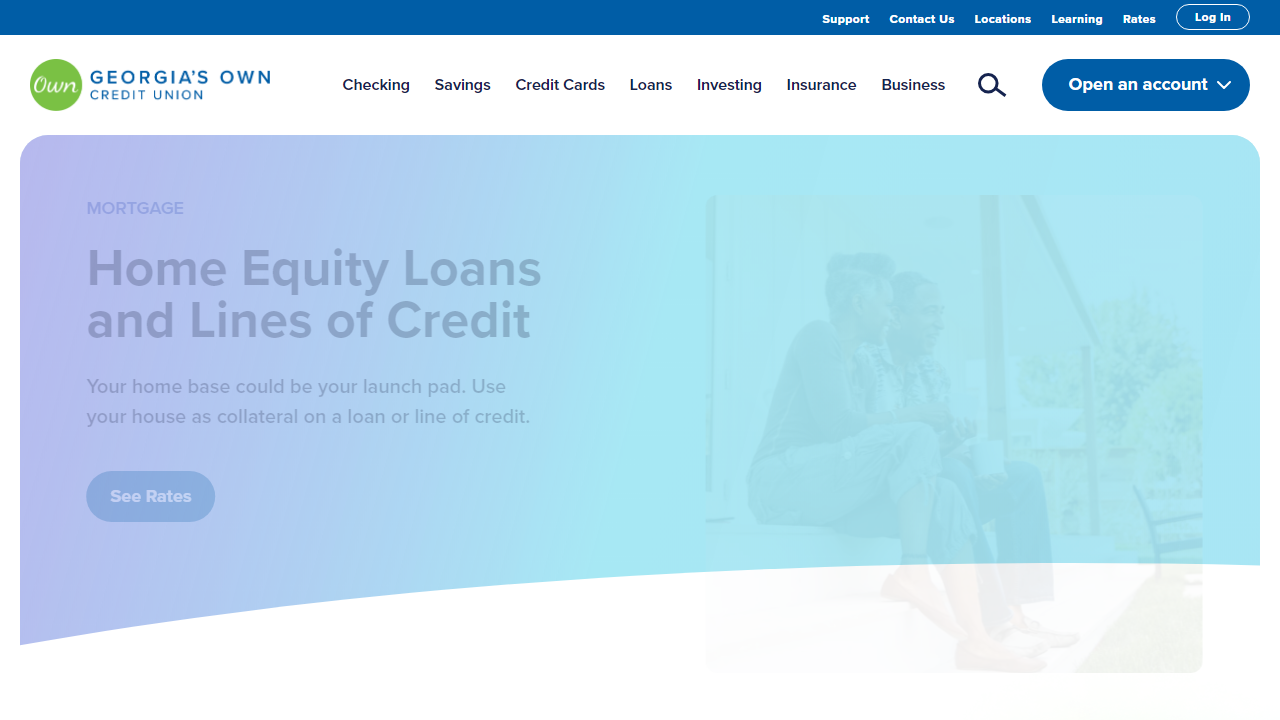 Support Contact Us Locations Learning Rates Log In
Own GEORGIA'S OWN
CREDIT UNION
Checking Savings Credit Cards Loans Investing Insurance Business Open an account
MORTGAGE
Home Equity Loans
and Lines of Credit
Your home base could be your launch pad. Use
your house as collateral on a loan or line of credit.
See Rates